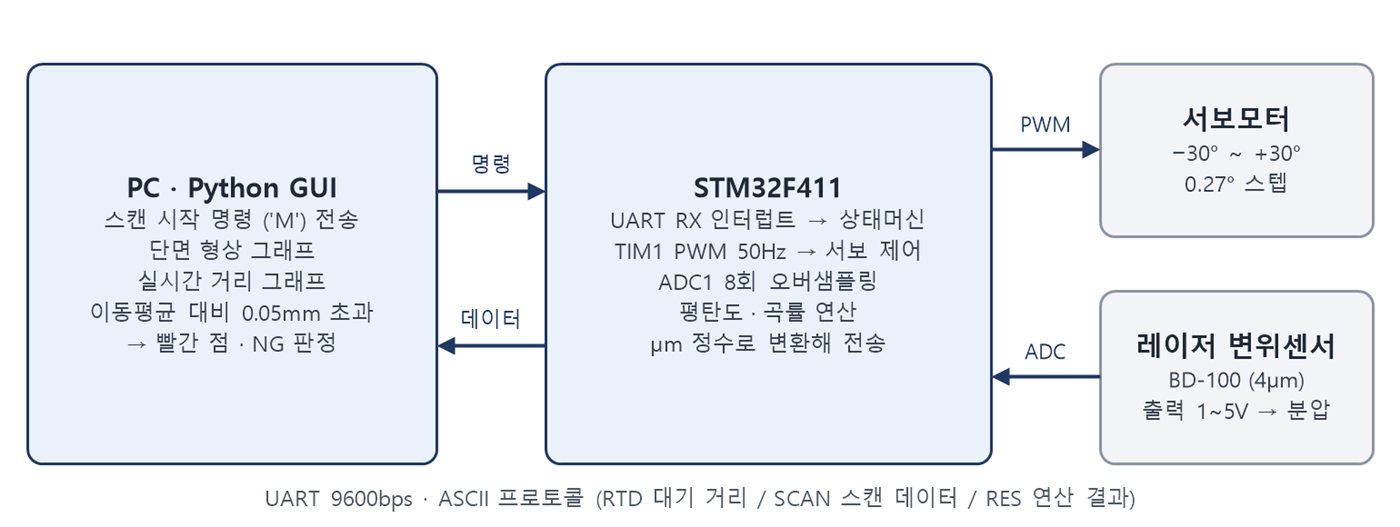 PC · Python GUI
스캔 시작 명령 ('M') 전송
단면 형상 그래프
실시간 거리 그래프
이동평균 대비 0.05mm 초과
→ 빨간 점 · NG 판정
명령
데이터
STM32F411
UART RX 인터럽트 → 상태머신
TIM1 PWM 50Hz → 서보 제어
ADC1 8회 오버샘플링
평탄도 · 곡률 연산
µm 정수로 변환해 전송
PWM
ADC
서보모터
−30° ~ +30°
0.27° 스텝
레이저 변위센서
BD-100 (4µm)
출력 1~5V → 분압
UART 9600bps · ASCII 프로토콜 (RTD 대기 거리 / SCAN 스캔 데이터 / RES 연산 결과)